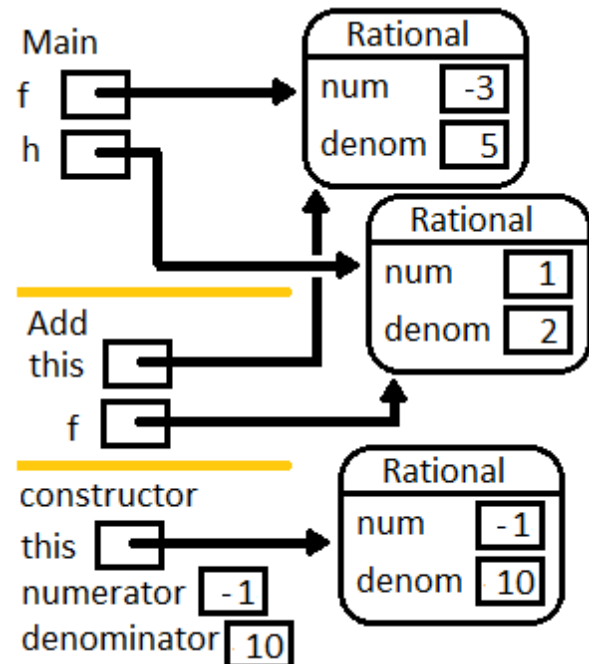 Main
Rational
f
num -3
h
denom 5
Rational
num 1
denom 2
Add
this
f
constructor
Rational
this
num -1
denom 10
numerator -1
denominator 10